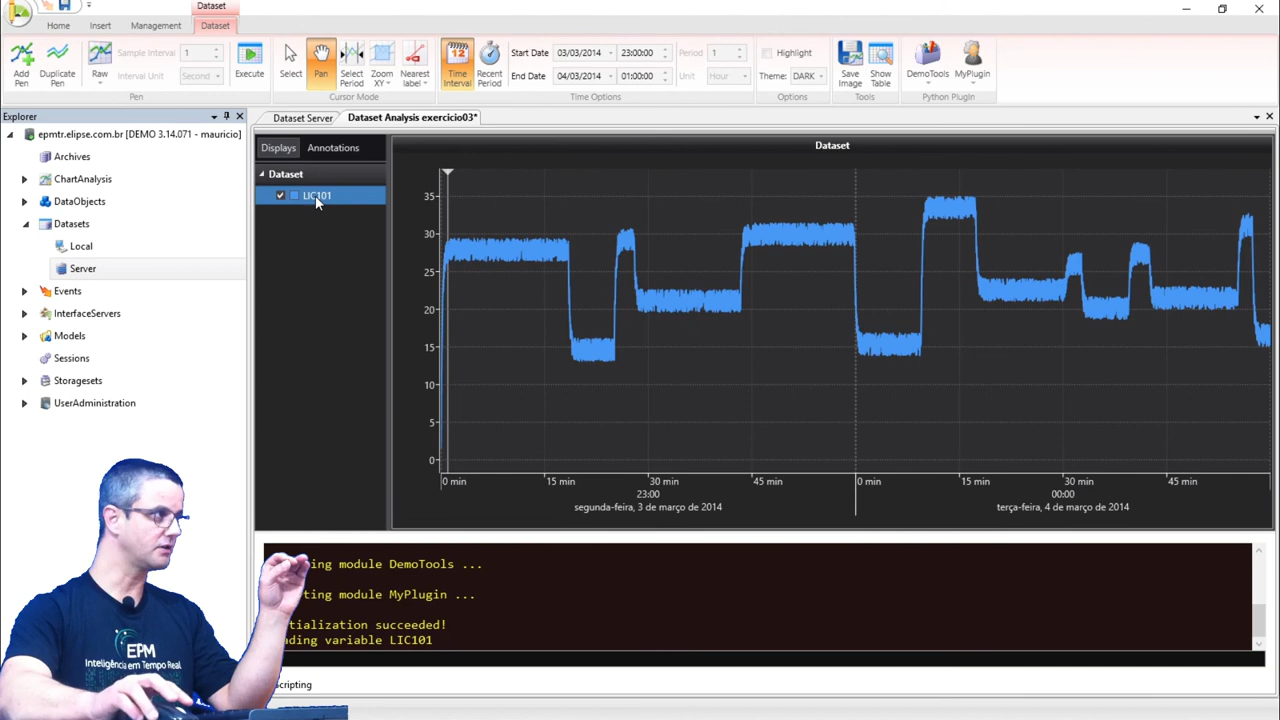 Dataset
Home
Insert
Management
Dataset
Add Pen
Duplicate Pen
Raw
Sample Interval 1
Interval Unit Second
Execute
Pen
Select
Pan
Select Period
Zoom XY
Nearest label
Cursor Mode
Time Interval
Recent Period
Start Date 03/03/2014 23:00:00
End Date 04/03/2014 01:00:00
Period 1
Unit Hour
Time Options
Highlight
Theme: DARK
Options
Save Image
Show Table
Tools
DemoTools
MyPlugin
Python Plugin
Explorer
epmtr.elipse.com.br [DEMO 3.14.071 - mauricio]
Archives
ChartAnalysis
DataObjects
Datasets
Local
Server
Events
InterfaceServers
Models
Sessions
Storagesets
UserAdministration
Dataset Server
Dataset Analysis exercicio03*
Displays
Annotations
Dataset
LIC101
Dataset
35
30
25
20
15
10
5
0
0 min
15 min
30 min
45 min
0 min
15 min
30 min
45 min
23:00
00:00
segunda-feira, 3 de março de 2014
terça-feira, 4 de março de 2014
ing module DemoTools ...
ting module MyPlugin ...
tialization succeeded!
ading variable LIC101
cripting
EPM
Inteligência em Tempo Real